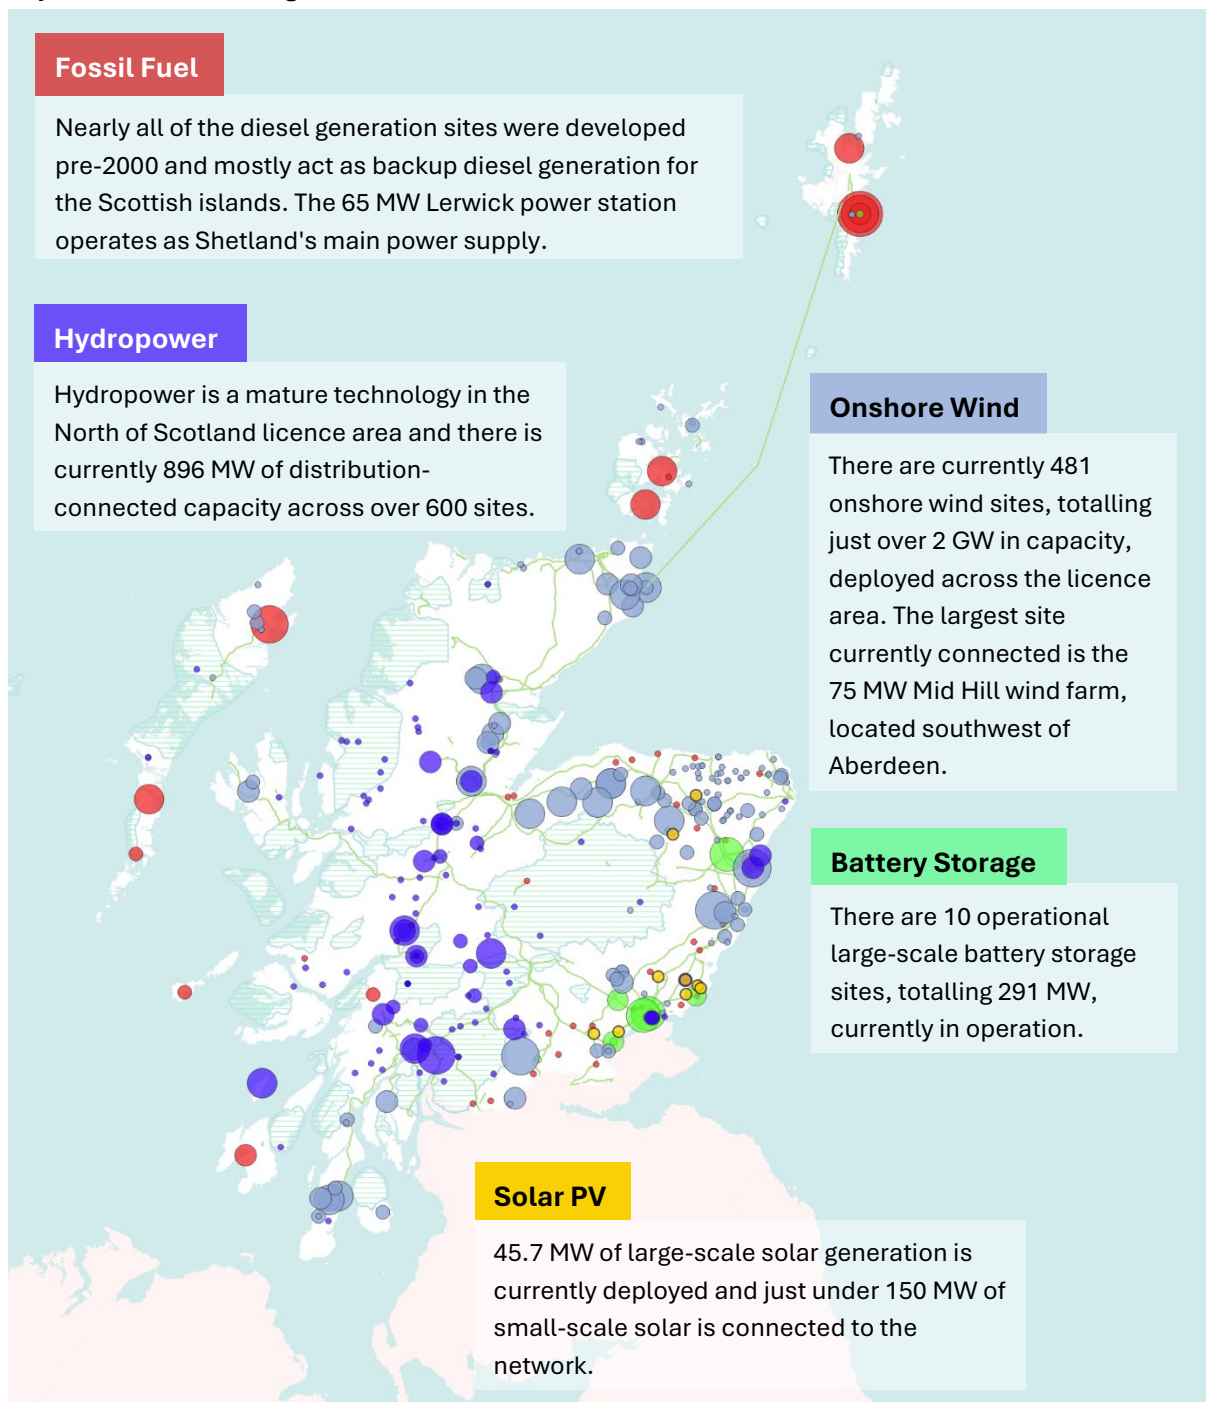 Fossil Fuel
Nearly all of the diesel generation sites were developed
pre-2000 and mostly act as backup diesel generation for
the Scottish islands. The 65 MW Lerwick power station
operates as Shetland's main power supply.
Hydropower
Hydropower is a mature technology in the
North of Scotland licence area and there is
currently 896 MW of distribution-
connected capacity across over 600 sites.
Onshore Wind
There are currently 481
onshore wind sites, totalling
just over 2 GW in capacity,
deployed across the licence
area. The largest site
currently connected is the
75 MW Mid Hill wind farm,
located southwest of
Aberdeen.
Battery Storage
There are 10 operational
large-scale battery storage
sites, totalling 291 MW,
currently in operation.
Solar PV
45.7 MW of large-scale solar generation is
currently deployed and just under 150 MW of
small-scale solar is connected to the
network.